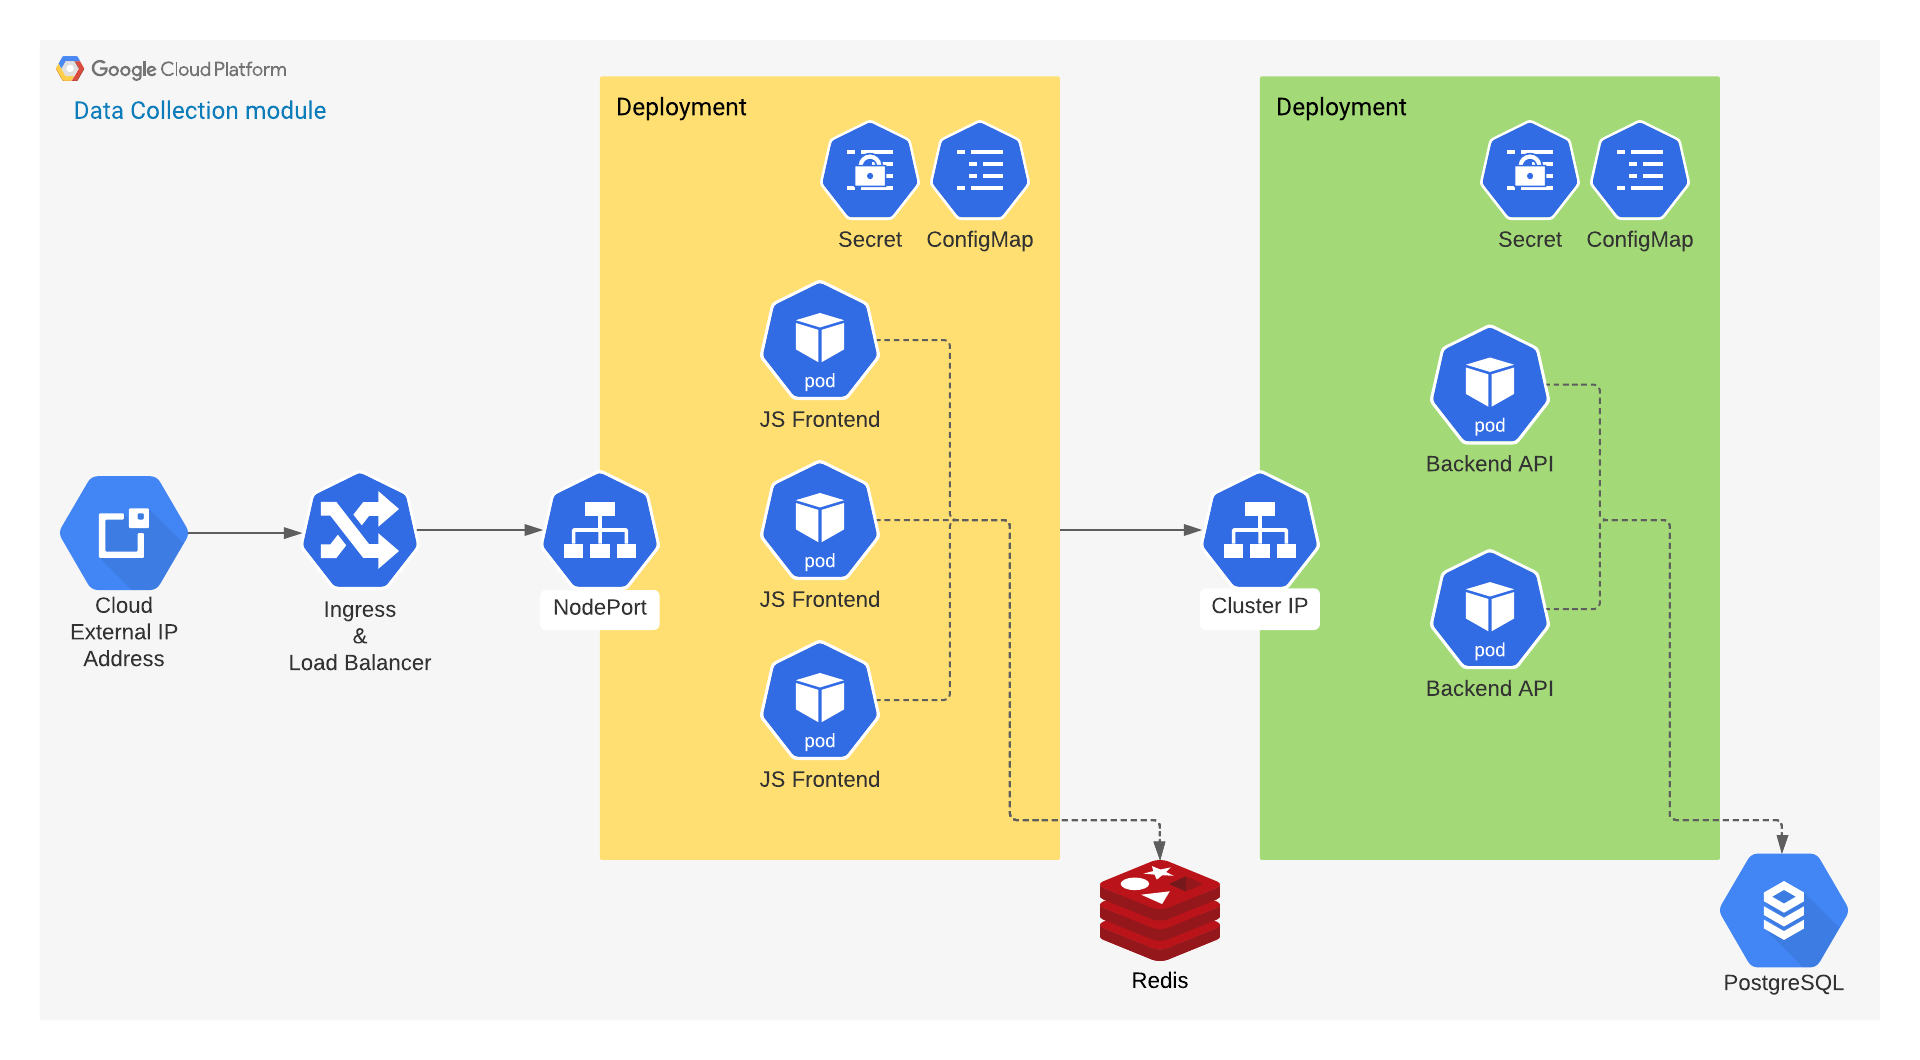 Google Cloud Platform
Data Collection module
Deployment
Secret
ConfigMap
pod
JS Frontend
pod
JS Frontend
pod
JS Frontend
Cloud
External IP
Address
Ingress
&
Load Balancer
NodePort
Redis
Deployment
Secret
ConfigMap
Cluster IP
pod
Backend API
pod
Backend API
PostgreSQL